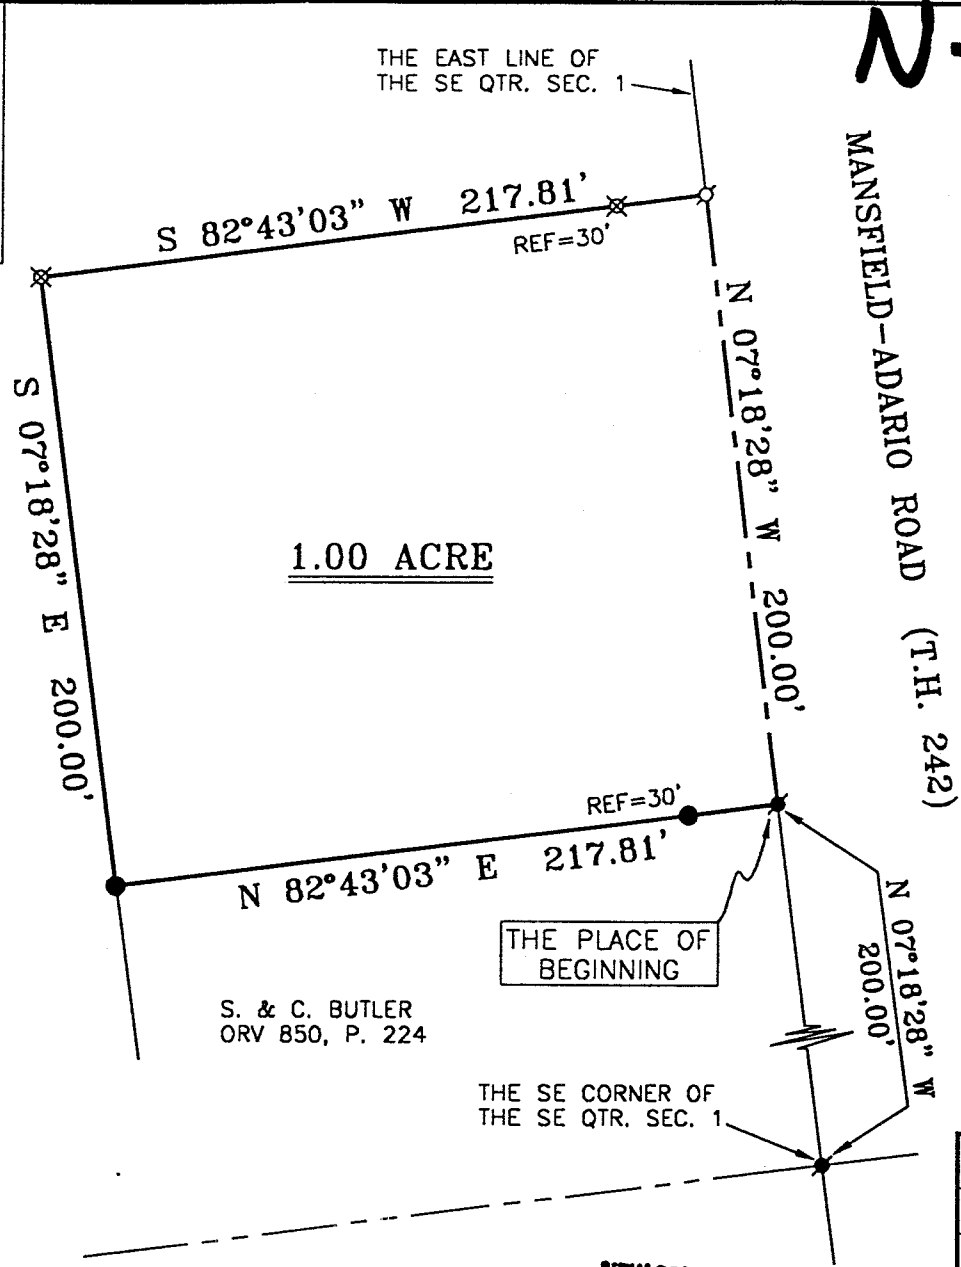 N
THE EAST LINE OF
THE SE QTR. SEC. 1
MANSFIELD-ADARIO ROAD (T.H. 242)
S 82°43'03" W 217.81'
REF=30'
N 07°18'28" W 200.00'
S 07°18'28" E 200.00'
1.00 ACRE
REF=30'
N 82°43'03" E 217.81'
THE PLACE OF
BEGINNING
N 07°18'28" W
200.00'
S. & C. BUTLER
ORV 850, P. 224
THE SE CORNER OF
THE SE QTR. SEC. 1